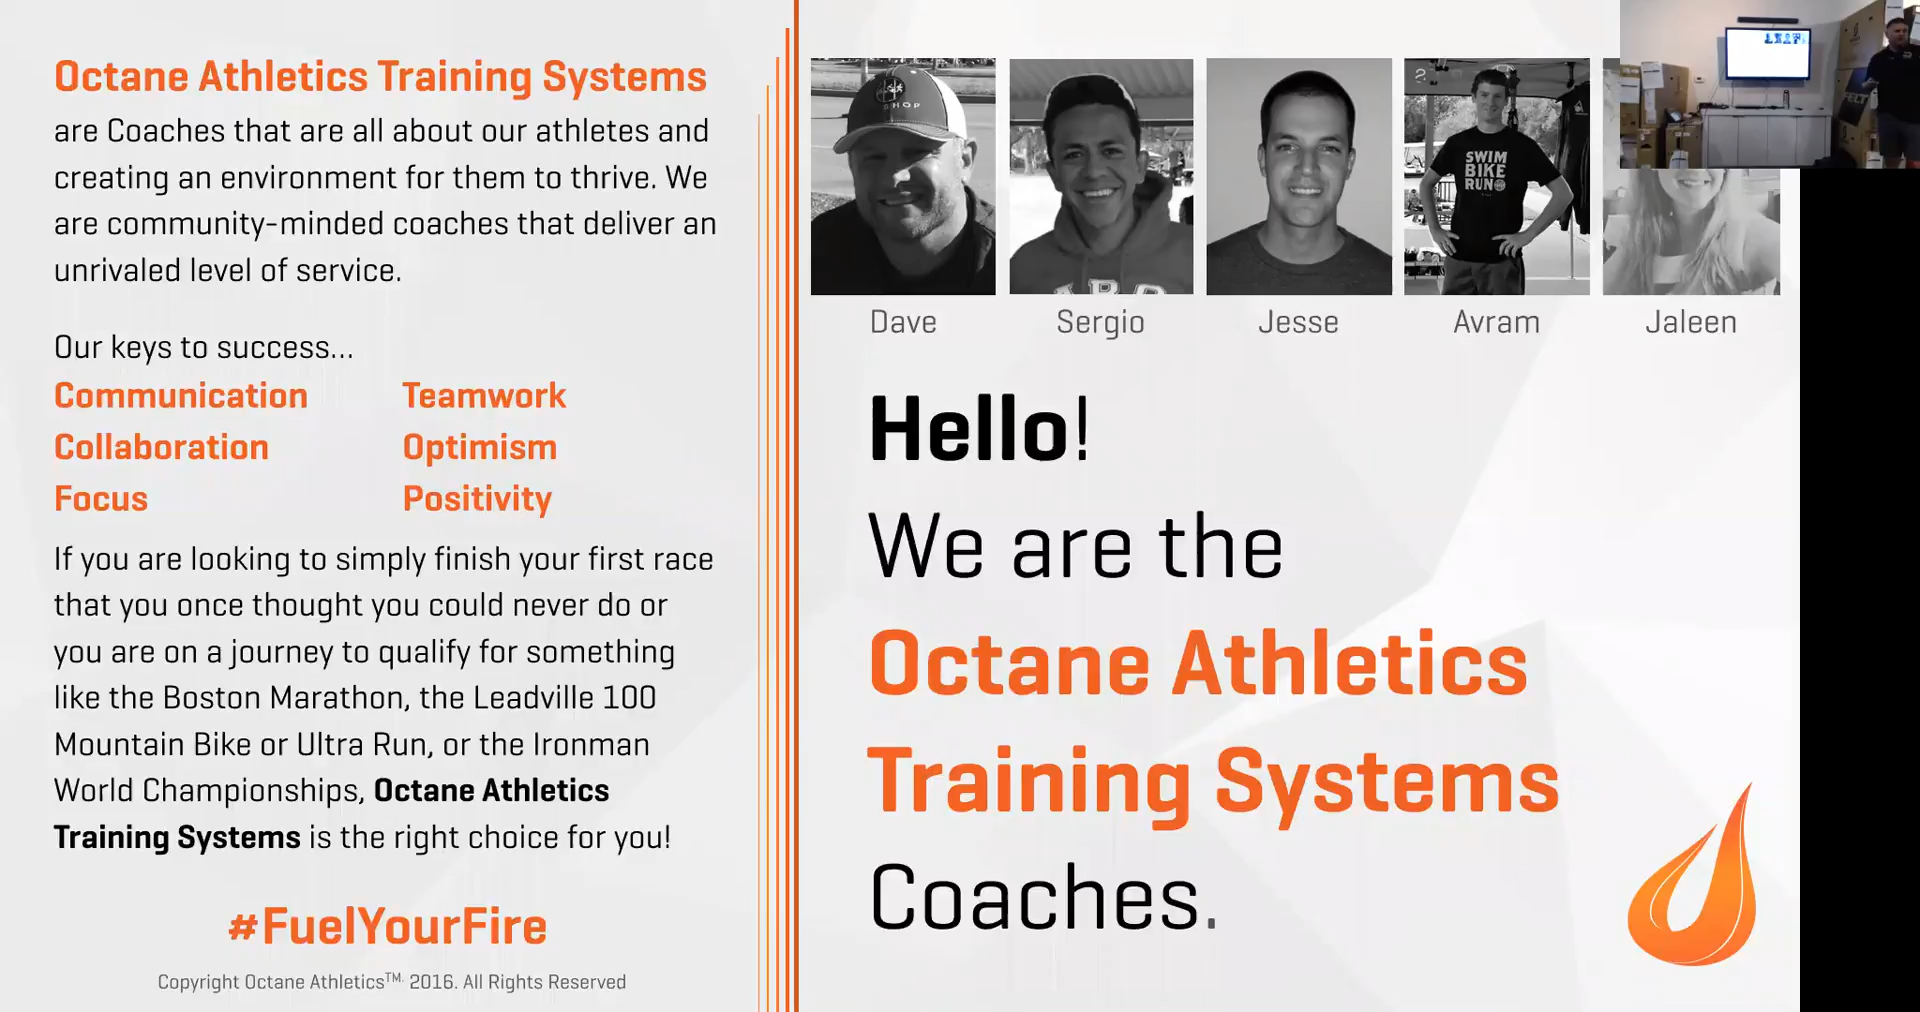 Octane Athletics Training Systems
are Coaches that are all about our athletes and
creating an environment for them to thrive. We
are community-minded coaches that deliver an
unrivaled level of service.
Our keys to success...
Communication Teamwork
Collaboration Optimism
Focus Positivity
If you are looking to simply finish your first race
that you once thought you could never do or
you are on a journey to qualify for something
like the Boston Marathon, the Leadville 100
Mountain Bike or Ultra Run, or the Ironman
World Championships, Octane Athletics
Training Systems is the right choice for you!
#FuelYourFire
Copyright Octane Athletics™. 2016. All Rights Reserved
SHOP
SWIM
BIKE
RUN
FELT
Dave Sergio Jesse Avram Jaleen
Hello!
We are the
Octane Athletics
Training Systems
Coaches.